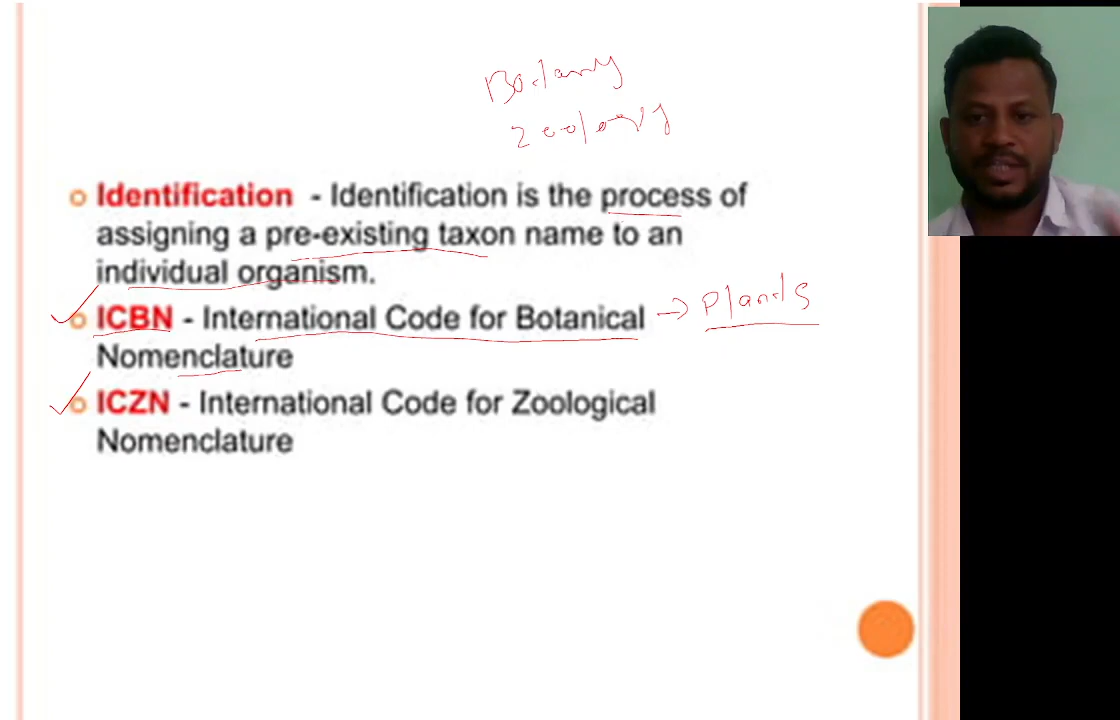 Botany
Zoology
Identification - Identification is the process of
assigning a pre-existing taxon name to an
individual organism.
ICBN - International Code for Botanical → Plants
Nomenclature
ICZN - International Code for Zoological
Nomenclature